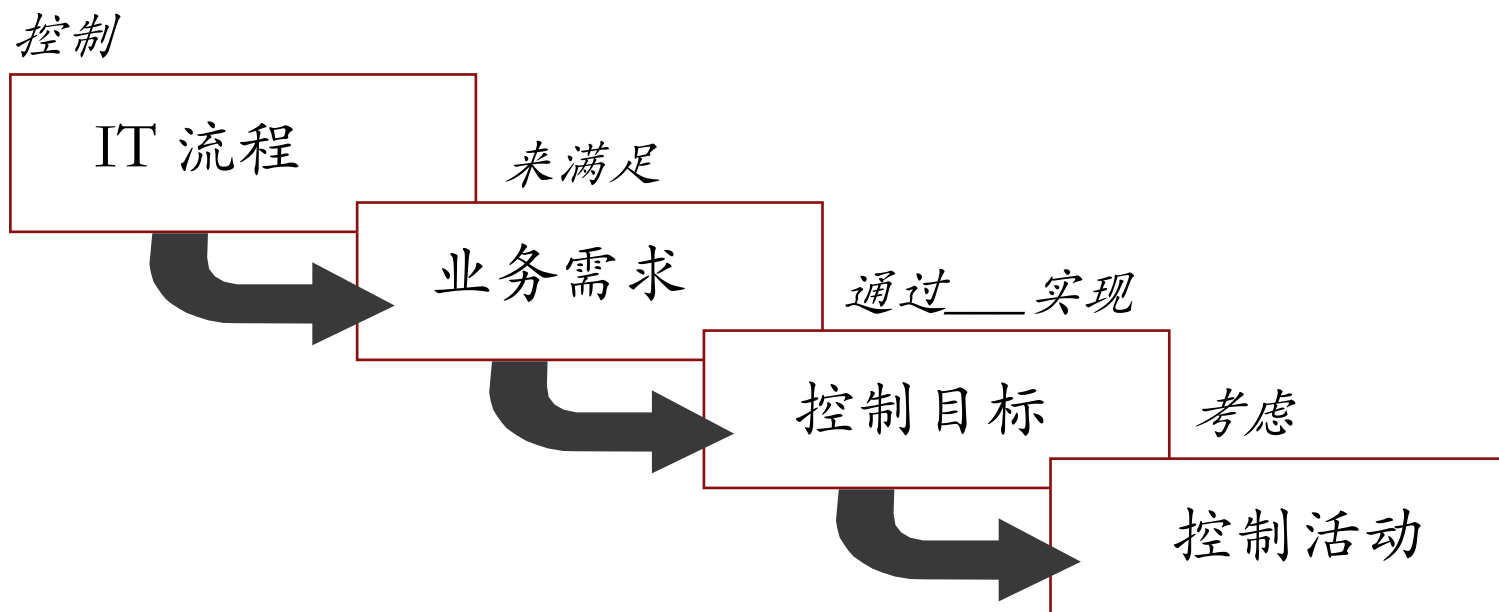 控制
IT 流程
来满足
业务需求
通过___实现
控制目标
考虑
控制活动